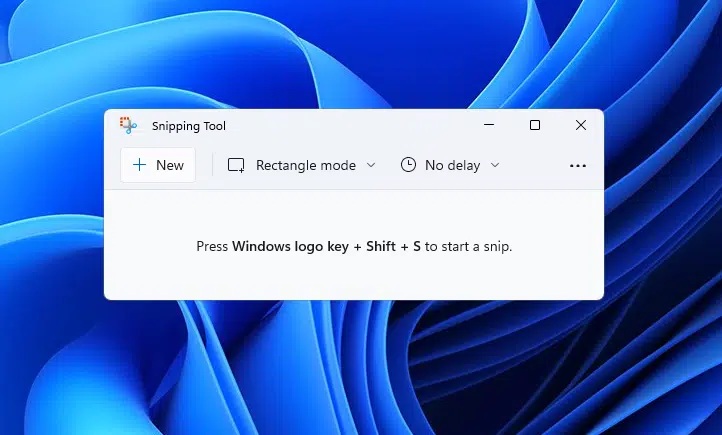 Snipping Tool
New Rectangle mode No delay
Press Windows logo key + Shift + S to start a snip.